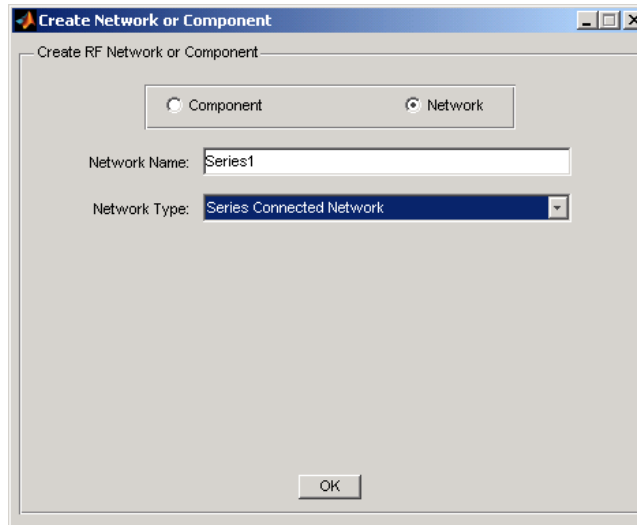 Create Network or Component
Create RF Network or Component
Component
Network
Network Name: Series1
Network Type: Series Connected Network
OK